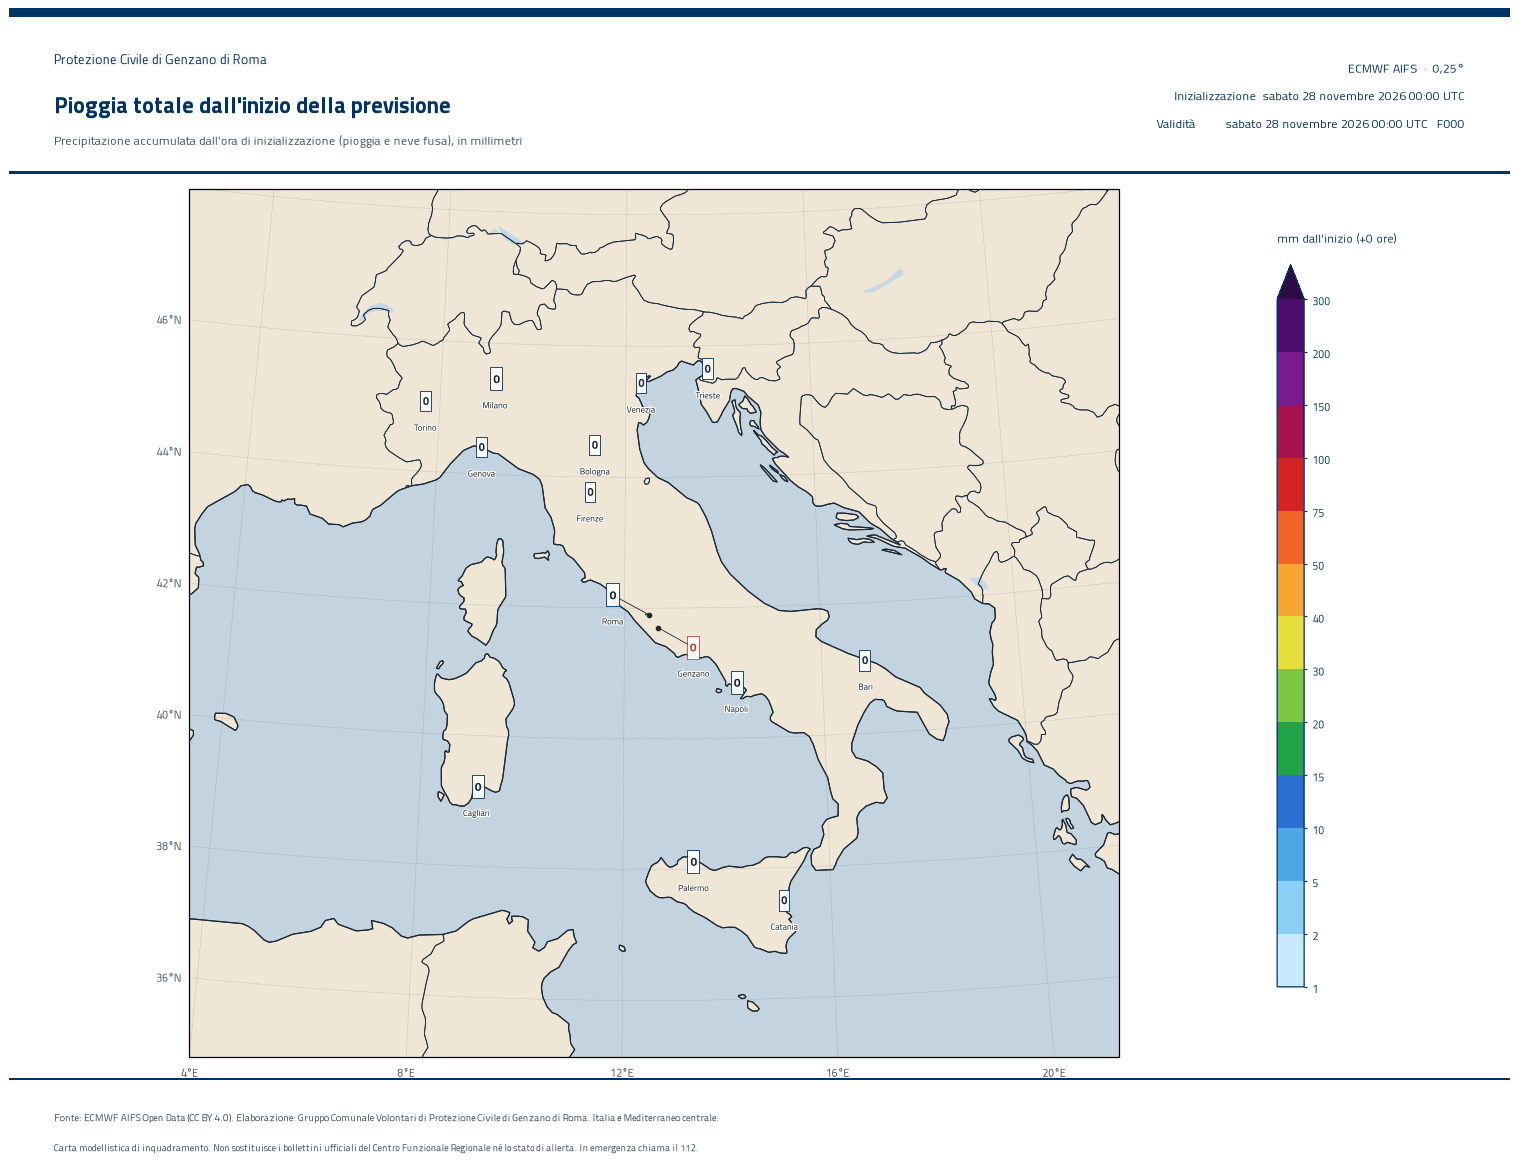 Protezione Civile di Genzano di Roma
Pioggia totale dall'inizio della previsione
Precipitazione accumulata dall'ora di inizializzazione (pioggia e neve fusa), in millimetri
ECMWF AIFS · 0,25°
Inizializzazione sabato 28 novembre 2026 00:00 UTC
Validità sabato 28 novembre 2026 00:00 UTC F000
mm dall'inizio (+0 ore)
300
200
150
100
75
50
40
30
20
15
10
5
2
1
46°N
44°N
42°N
40°N
38°N
36°N
4°E
8°E
12°E
16°E
20°E
0
Trieste
0
Milano
0
Venezia
0
Torino
0
Genova
0
Bologna
0
Firenze
0
Roma
0
Genzano
0
Bari
0
Napoli
0
Cagliari
0
Palermo
0
Catania
Fonte: ECMWF AIFS Open Data (CC BY 4.0). Elaborazione: Gruppo Comunale Volontari di Protezione Civile di Genzano di Roma. Italia e Mediterraneo centrale.
Carta modellistica di inquadramento. Non sostituisce i bollettini ufficiali del Centro Funzionale Regionale né lo stato di allerta. In emergenza chiama il 112.